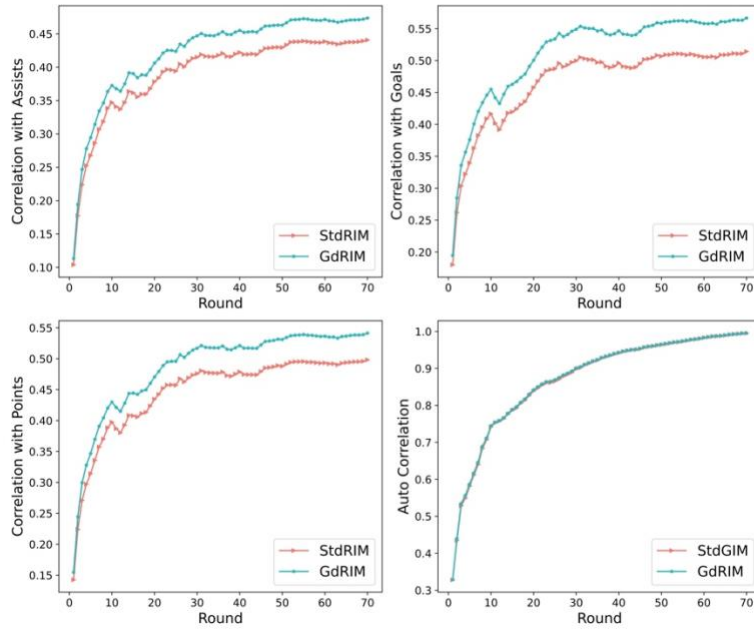 Correlation with Assists
0.45
0.40
0.35
0.30
0.25
0.20
0.15
0.10
StdRIM
GdRIM
0 10 20 30 40 50 60 70
Round
Correlation with Goals
0.55
0.50
0.45
0.40
0.35
0.30
0.25
0.20
StdRIM
GdRIM
0 10 20 30 40 50 60 70
Round
Correlation with Points
0.55
0.50
0.45
0.40
0.35
0.30
0.25
0.20
0.15
StdRIM
GdRIM
0 10 20 30 40 50 60 70
Round
Auto Correlation
1.0
0.9
0.8
0.7
0.6
0.5
0.4
0.3
StdGIM
GdRIM
0 10 20 30 40 50 60 70
Round